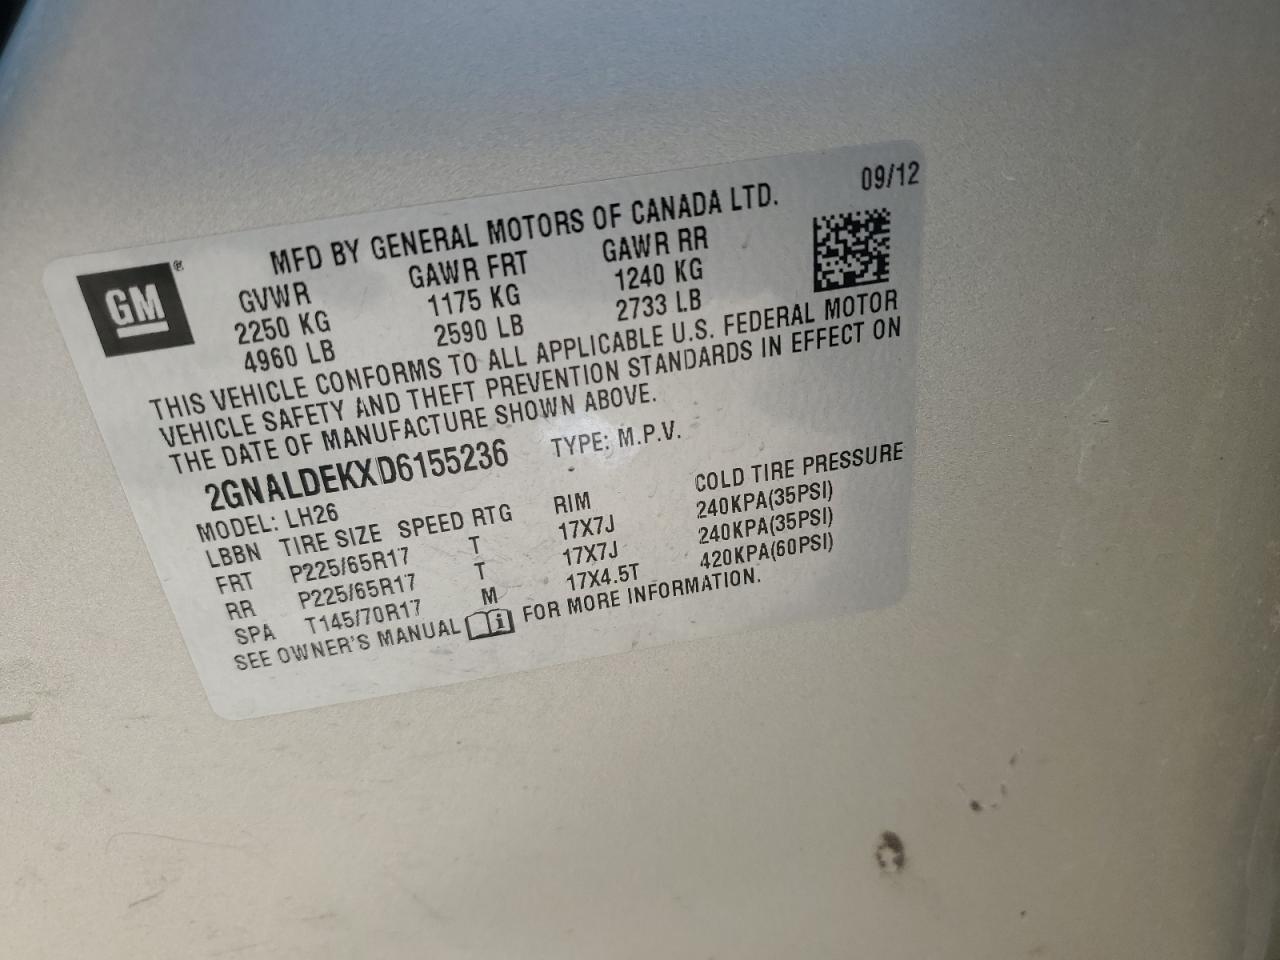 09/12
GM®
MFD BY GENERAL MOTORS OF CANADA LTD.
GVWR GAWR FRT GAWR RR
2250 KG 1175 KG 1240 KG
4960 LB 2590 LB 2733 LB
THIS VEHICLE CONFORMS TO ALL APPLICABLE U.S. FEDERAL MOTOR
VEHICLE SAFETY AND THEFT PREVENTION STANDARDS IN EFFECT ON
THE DATE OF MANUFACTURE SHOWN ABOVE.
2GNALDEKXD6155236 TYPE: M.P.V.
MODEL: LH26
LBBN TIRE SIZE SPEED RTG RIM COLD TIRE PRESSURE
FRT P225/65R17 T 17X7J 240KPA(35PSI)
RR P225/65R17 T 17X7J 240KPA(35PSI)
SPA T145/70R17 M 17X4.5T 420KPA(60PSI)
SEE OWNER'S MANUAL i FOR MORE INFORMATION.